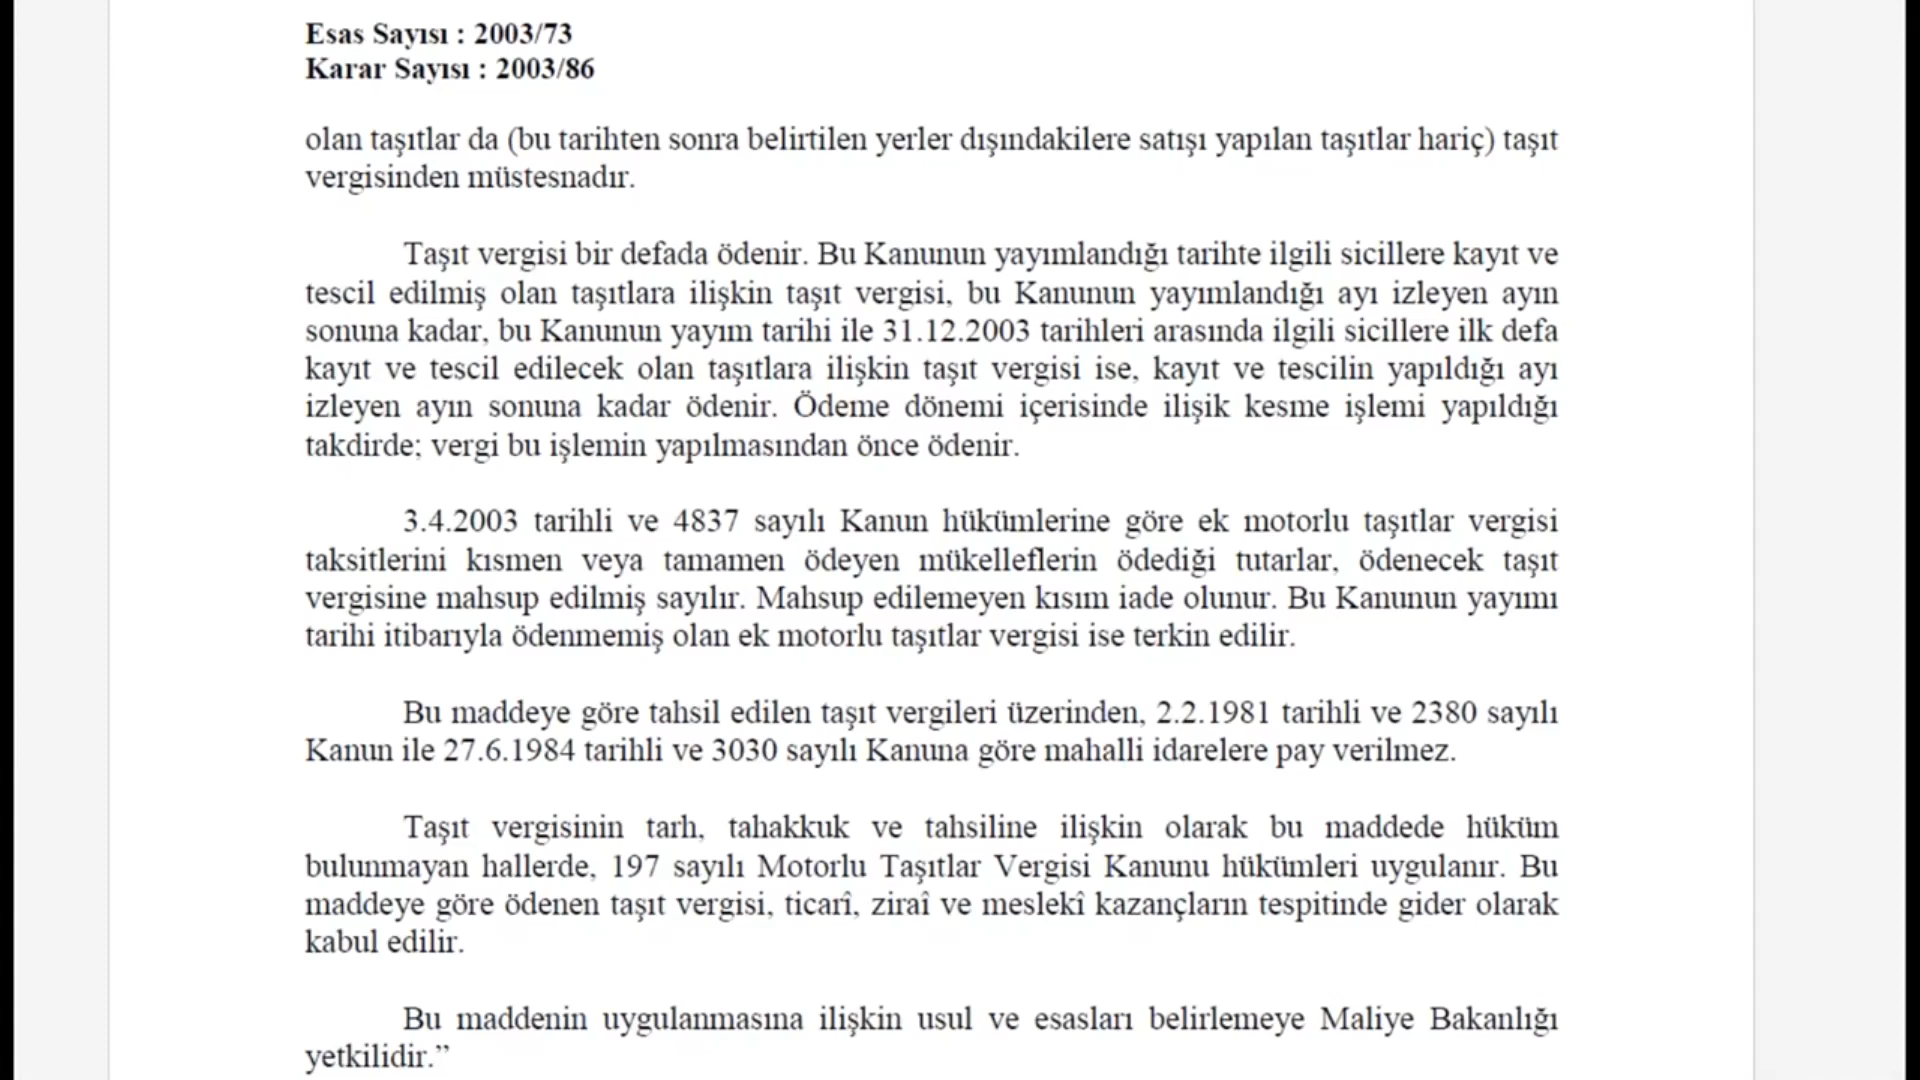 Esas Sayısı : 2003/73
Karar Sayısı : 2003/86
olan taşıtlar da (bu tarihten sonra belirtilen yerler dışındakilere satışı yapılan taşıtlar hariç) taşıt
vergisinden müstesnadır.
Taşıt vergisi bir defada ödenir. Bu Kanunun yayımlandığı tarihte ilgili sicillere kayıt ve
tescil edilmiş olan taşıtlara ilişkin taşıt vergisi, bu Kanunun yayımlandığı ayı izleyen ayın
sonuna kadar, bu Kanunun yayım tarihi ile 31.12.2003 tarihleri arasında ilgili sicillere ilk defa
kayıt ve tescil edilecek olan taşıtlara ilişkin taşıt vergisi ise, kayıt ve tescilin yapıldığı ayı
izleyen ayın sonuna kadar ödenir. Ödeme dönemi içerisinde ilişik kesme işlemi yapıldığı
takdirde; vergi bu işlemin yapılmasından önce ödenir.
3.4.2003 tarihli ve 4837 sayılı Kanun hükümlerine göre ek motorlu taşıtlar vergisi
taksitlerini kısmen veya tamamen ödeyen mükelleflerin ödediği tutarlar, ödenecek taşıt
vergisine mahsup edilmiş sayılır. Mahsup edilemeyen kısım iade olunur. Bu Kanunun yayımı
tarihi itibarıyla ödenmemiş olan ek motorlu taşıtlar vergisi ise terkin edilir.
Bu maddeye göre tahsil edilen taşıt vergileri üzerinden, 2.2.1981 tarihli ve 2380 sayılı
Kanun ile 27.6.1984 tarihli ve 3030 sayılı Kanuna göre mahalli idarelere pay verilmez.
Taşıt vergisinin tarh, tahakkuk ve tahsiline ilişkin olarak bu maddede hüküm
bulunmayan hallerde, 197 sayılı Motorlu Taşıtlar Vergisi Kanunu hükümleri uygulanır. Bu
maddeye göre ödenen taşıt vergisi, ticarî, ziraî ve meslekî kazançların tespitinde gider olarak
kabul edilir.
Bu maddenin uygulanmasına ilişkin usul ve esasları belirlemeye Maliye Bakanlığı
yetkilidir.”